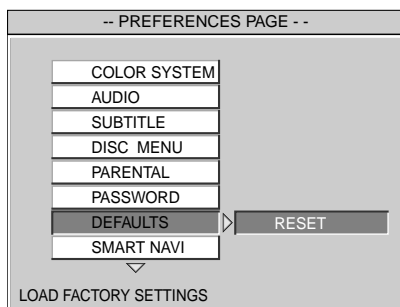 -- PREFERENCES PAGE - -
COLOR SYSTEM
AUDIO
SUBTITLE
DISC MENU
PARENTAL
PASSWORD
DEFAULTS RESET
SMART NAVI
LOAD FACTORY SETTINGS